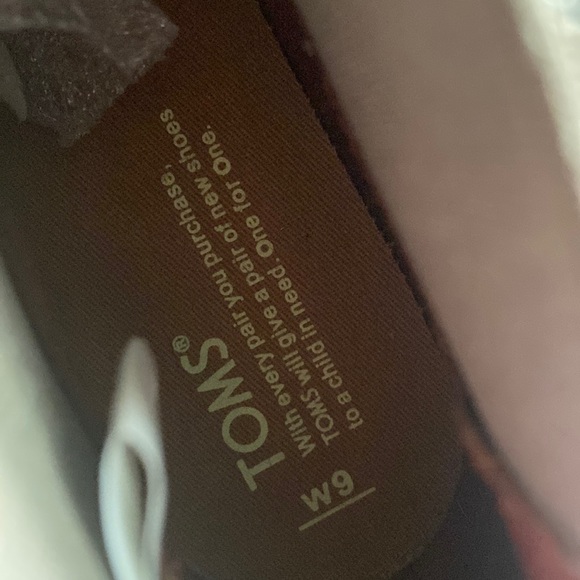 TOMS®
With every pair you purchase,
TOMS will give a pair of new shoes
to a child in need. One for One.